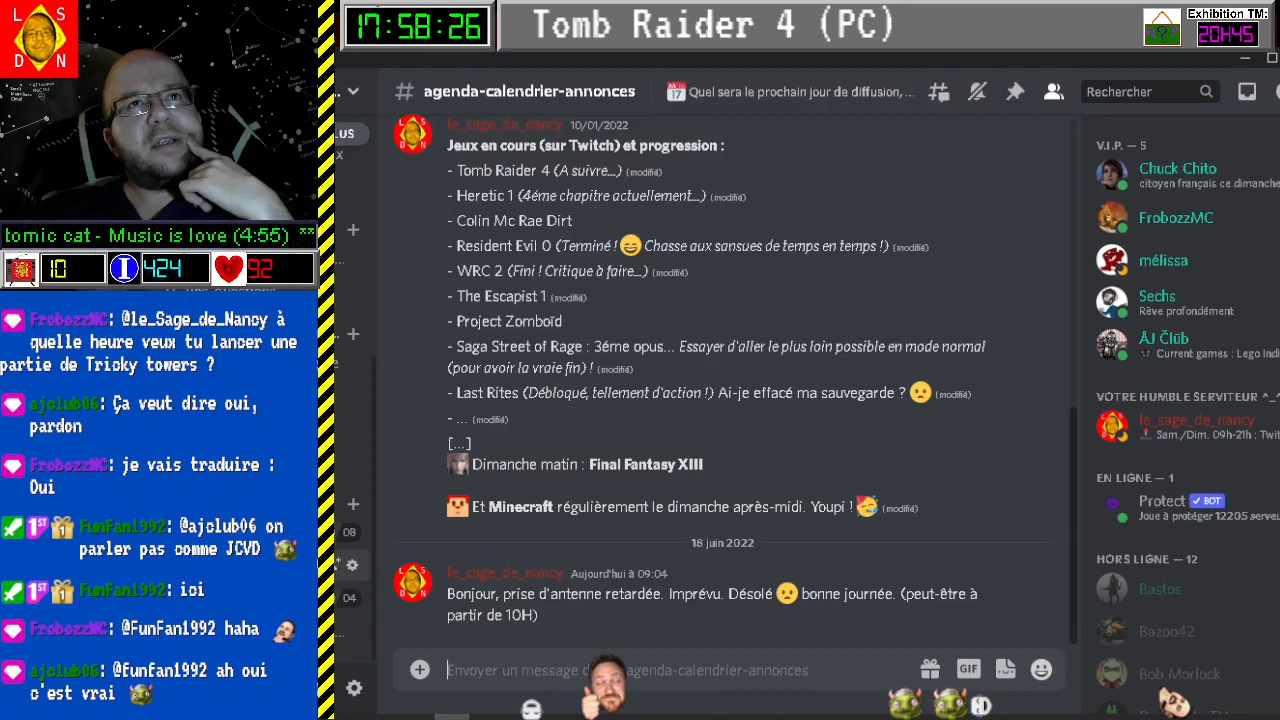 L S
D N
17:58:26
Tomb Raider 4 (PC)
Exhibition TM:
20H45
tomic cat - Music is love (4:55) **
10
424
92
FrobozzMC: @le_Sage_de_Nancy à
quelle heure veux tu lancer une
partie de Tricky towers ?
ajclub06: Ça veut dire oui,
pardon
FrobozzMC: je vais traduire :
Oui
FunFan1992: @ajclub06 on
parler pas comme JCVD
FunFan1992: ici
FrobozzMC: @FunFan1992 haha
ajclub06: @funfan1992 ah oui
c'est vrai
LUS
08
04
# agenda-calendrier-annonces
17 Quel sera le prochain jour de diffusion, ...
Rechercher
le_sage_de_nancy 10/01/2022
Jeux en cours (sur Twitch) et progression :
- Tomb Raider 4 (A suivre...) (modifié)
- Heretic 1 (4éme chapitre actuellement...) (modifié)
- Colin Mc Rae Dirt
- Resident Evil 0 (Terminé ! 😄 Chasse aux sansues de temps en temps !) (modifié)
- WRC 2 (Fini ! Critique à faire...) (modifié)
- The Escapist 1 (modifié)
- Project Zomboïd
- Saga Street of Rage : 3éme opus... Essayer d'aller le plus loin possible en mode normal
(pour avoir la vraie fin) ! (modifié)
- Last Rites (Débloqué, tellement d'action !) Ai-je effacé ma sauvegarde ? 🙁 (modifié)
- ... (modifié)
[...]
Dimanche matin : Final Fantasy XIII
Et Minecraft régulièrement le dimanche après-midi. Youpi ! 🥳 (modifié)
18 juin 2022
le_sage_de_nancy Aujourd'hui à 09:04
Bonjour, prise d'antenne retardée. Imprévu. Désolé 🙁 bonne journée. (peut-être à
partir de 10H)
Envoyer un message d agenda-calendrier-annonces
GIF
V.I.P. — 5
Chuck Chito
citoyen français ce dimanche
FrobozzMC
mélissa
Sechs
Rêve profondément
ÅJ Člüb
Current games : Lego Indi
VOTRE HUMBLE SERVITEUR ^_^
le_sage_de_nancy
Sam./Dim. 09h-21h : Twit
EN LIGNE — 1
Protect ✓ BOT
Joue à protéger 12205 serveu
HORS LIGNE — 12
Bastos
Bazoo42
Bob Morlock